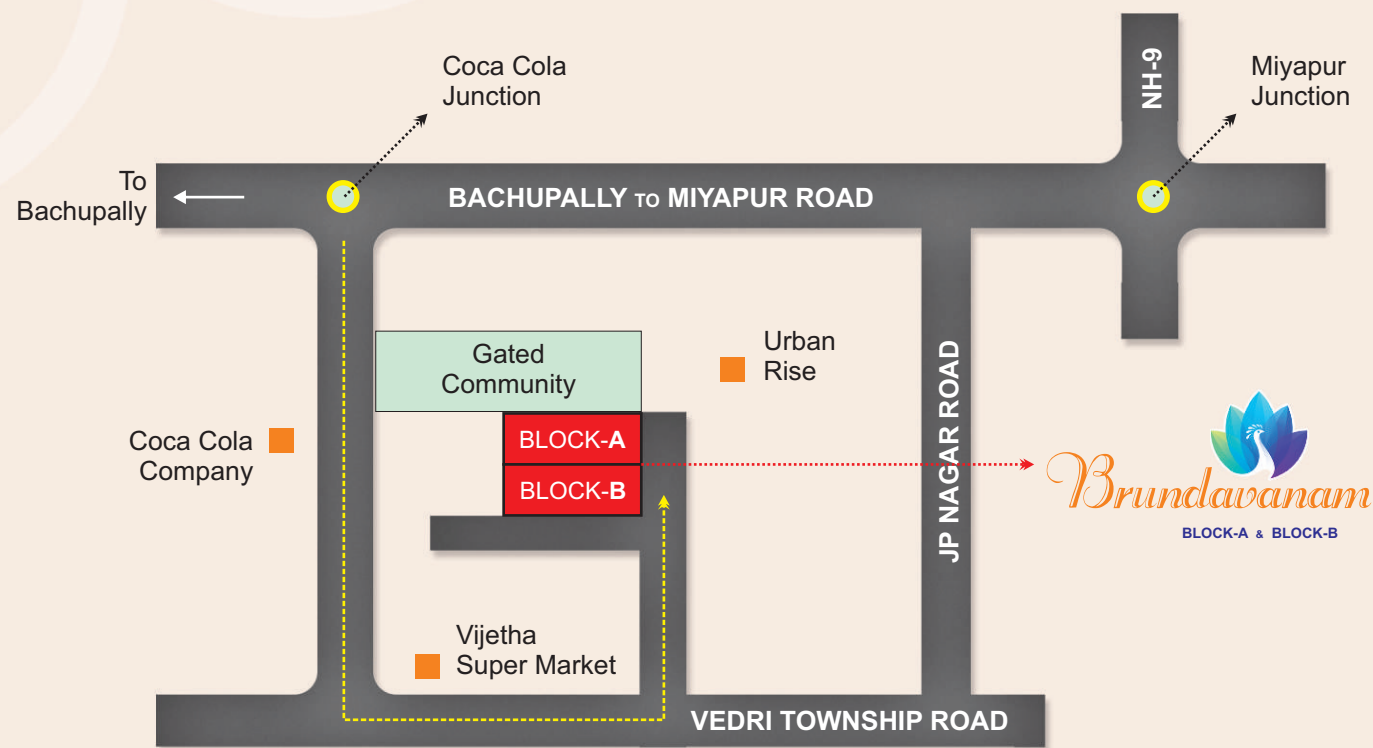 Coca Cola
Junction
NH-9
Miyapur
Junction
To
Bachupally
BACHUPALLY TO MIYAPUR ROAD
Gated
Community
Urban
Rise
JP NAGAR ROAD
Coca Cola
Company
BLOCK-A
BLOCK-B
Brundavanam
BLOCK-A & BLOCK-B
Vijetha
Super Market
VEDRI TOWNSHIP ROAD